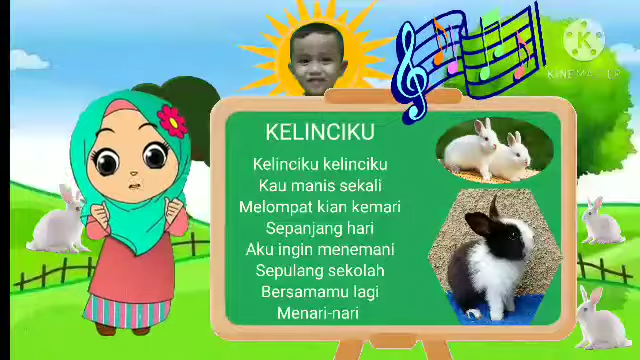 KINEMASTER
KELINCIKU
Kelinciku kelinciku
Kau manis sekali
Melompat kian kemari
Sepanjang hari
Aku ingin menemani
Sepulang sekolah
Bersamamu lagi
Menari-nari